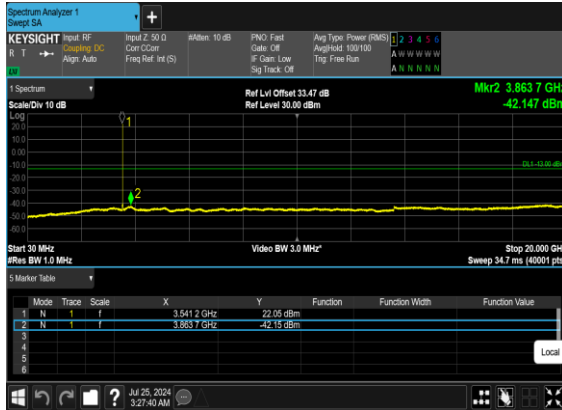 Spectrum Analyzer 1
Swept SA
+
KEYSIGHT Input: RF Input Z: 50 Ω #Atten: 10 dB PNO: Fast Avg Type: Power (RMS) 1 2 3 4 5 6
R T Coupling: DC Corr CCorr Gate: Off Avg|Hold: 100/100 A W W W W W
Align: Auto Freq Ref: Int (S) IF Gain: Low Trig: Free Run
Sig Track: Off A N N N N N
1 Spectrum Ref Lvl Offset 33.47 dB Mkr2 3.863 7 GHz
Scale/Div 10 dB Ref Level 30.00 dBm -42.147 dBm
Log
1
20.0
10.0
0.00
-10.0
DL1 -13.00 dBm
-20.0
-30.0
2
-40.0
-50.0
-60.0
Start 30 MHz Video BW 3.0 MHz* Stop 20.000 GHz
#Res BW 1.0 MHz Sweep 34.7 ms (40001 pts)
5 Marker Table
Mode Trace Scale X Y Function Function Width Function Value
1 N 1 f 3.541 2 GHz 22.05 dBm
2 N 1 f 3.863 7 GHz -42.15 dBm
3
4
5
6
Local
? Jul 25, 2024
3:27:40 AM